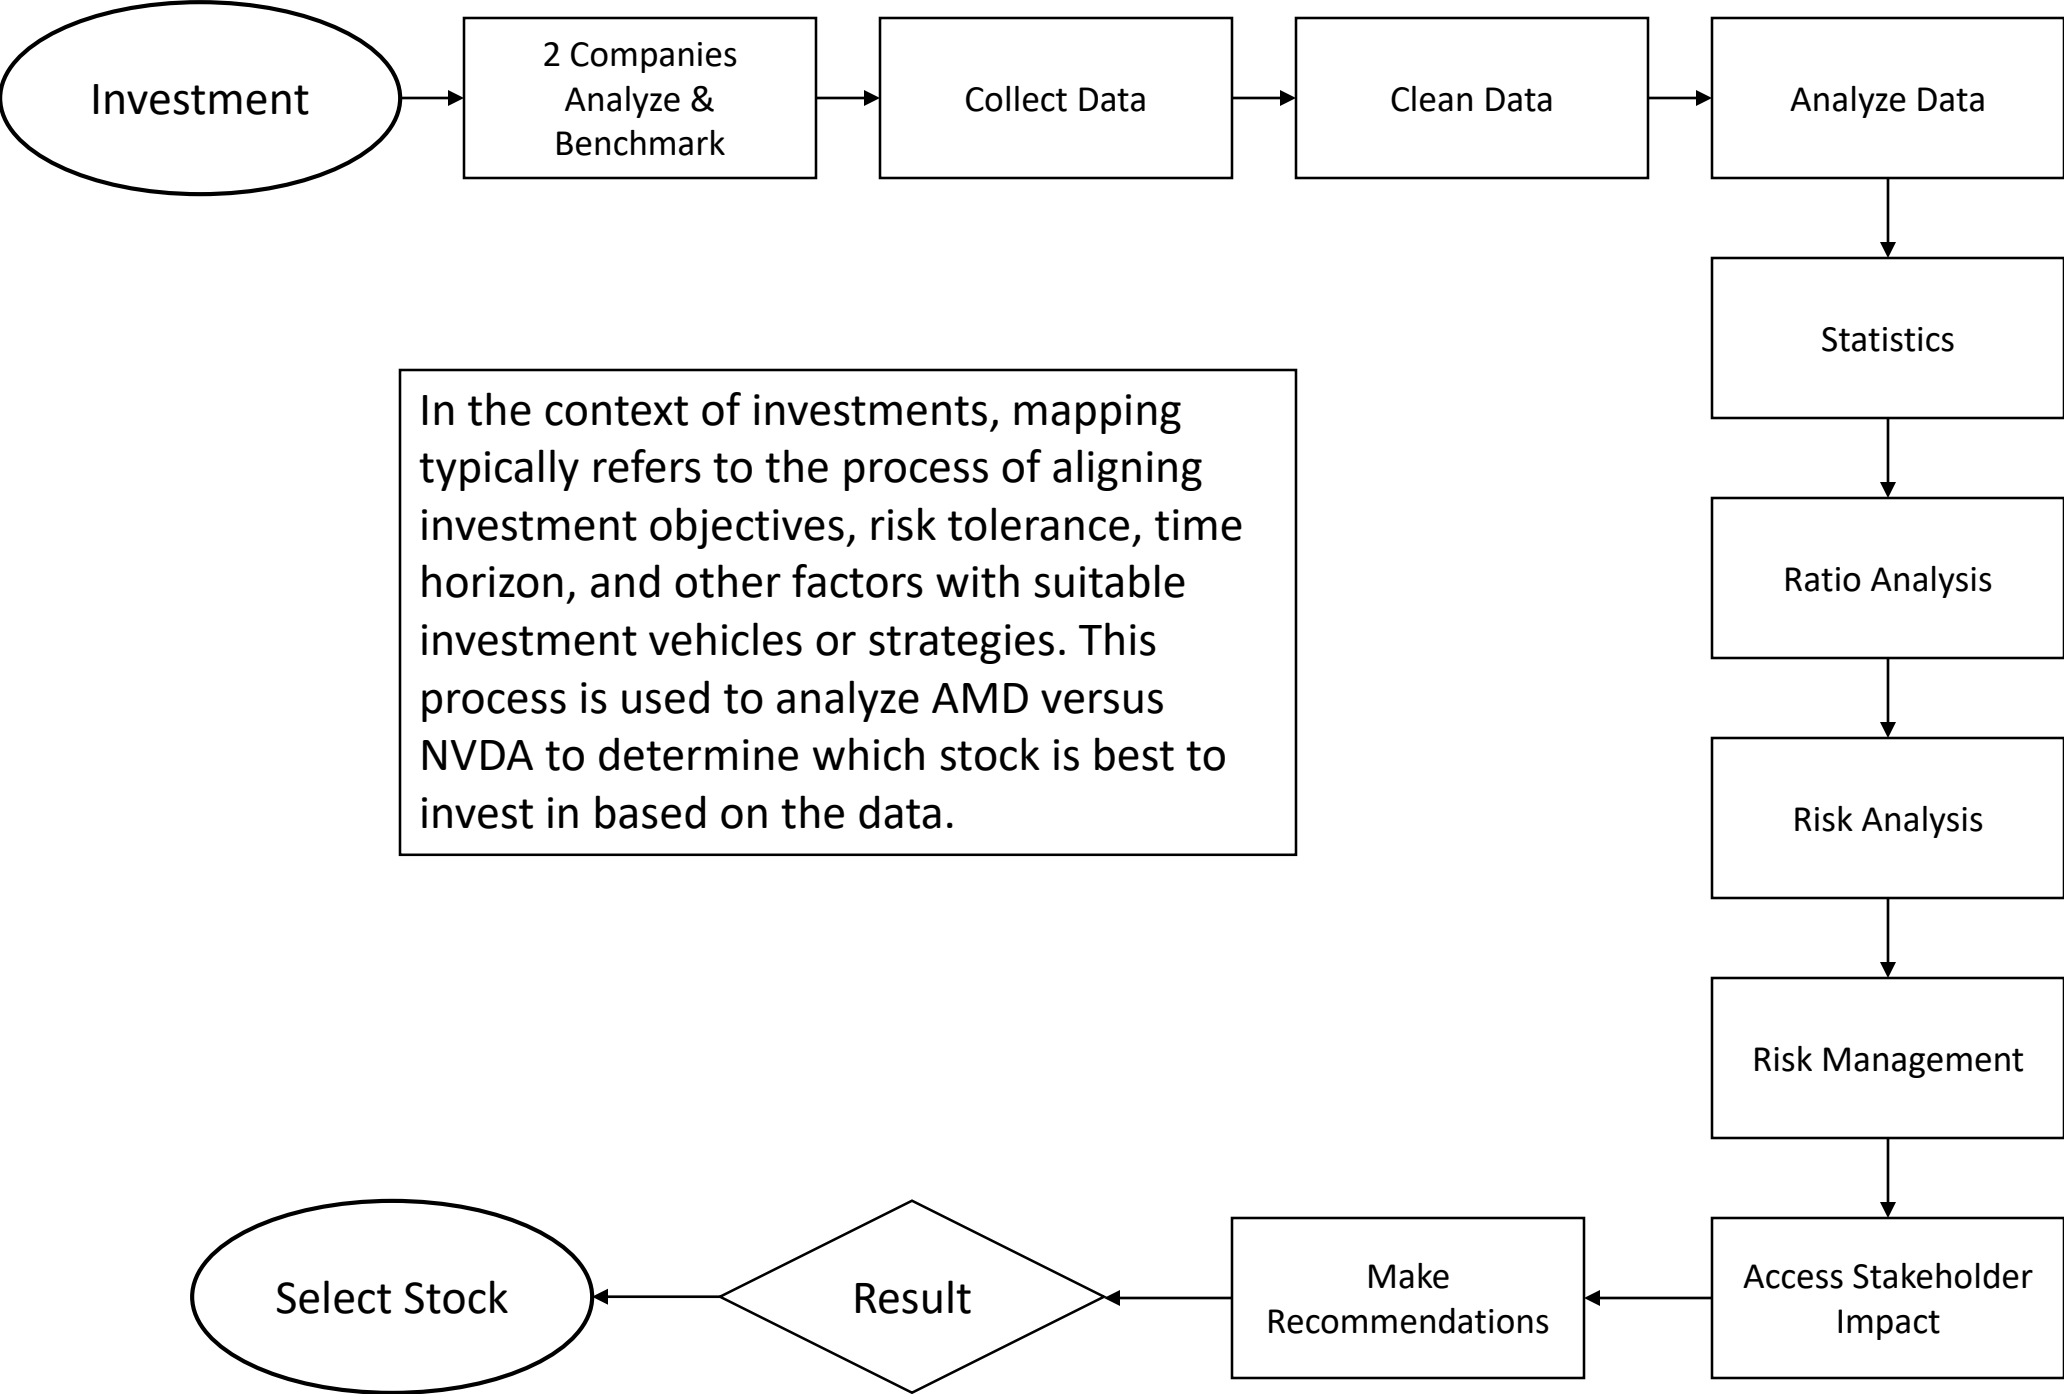 Investment
2 Companies
Analyze &
Benchmark
Collect Data
Clean Data
Analyze Data
Statistics
Ratio Analysis
Risk Analysis
Risk Management
Access Stakeholder
Impact
Make
Recommendations
Result
Select Stock
In the context of investments, mapping
typically refers to the process of aligning
investment objectives, risk tolerance, time
horizon, and other factors with suitable
investment vehicles or strategies. This
process is used to analyze AMD versus
NVDA to determine which stock is best to
invest in based on the data.